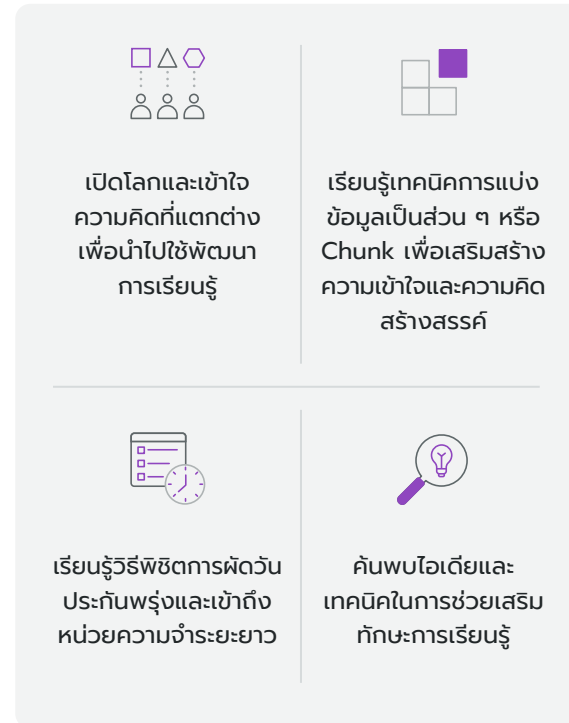 เปิดโลกและเข้าใจ
ความคิดที่แตกต่าง
เพื่อนำไปใช้พัฒนา
การเรียนรู้
เรียนรู้เทคนิคการแบ่ง
ข้อมูลเป็นส่วน ๆ หรือ
Chunk เพื่อเสริมสร้าง
ความเข้าใจและความคิด
สร้างสรรค์
เรียนรู้วิธีพิชิตการผัดวัน
ประกันพรุ่งและเข้าถึง
หน่วยความจำระยะยาว
ค้นพบไอเดียและ
เทคนิคในการช่วยเสริม
ทักษะการเรียนรู้